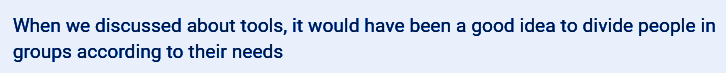 When we discussed about tools, it would have been a good idea to divide people in
groups according to their needs